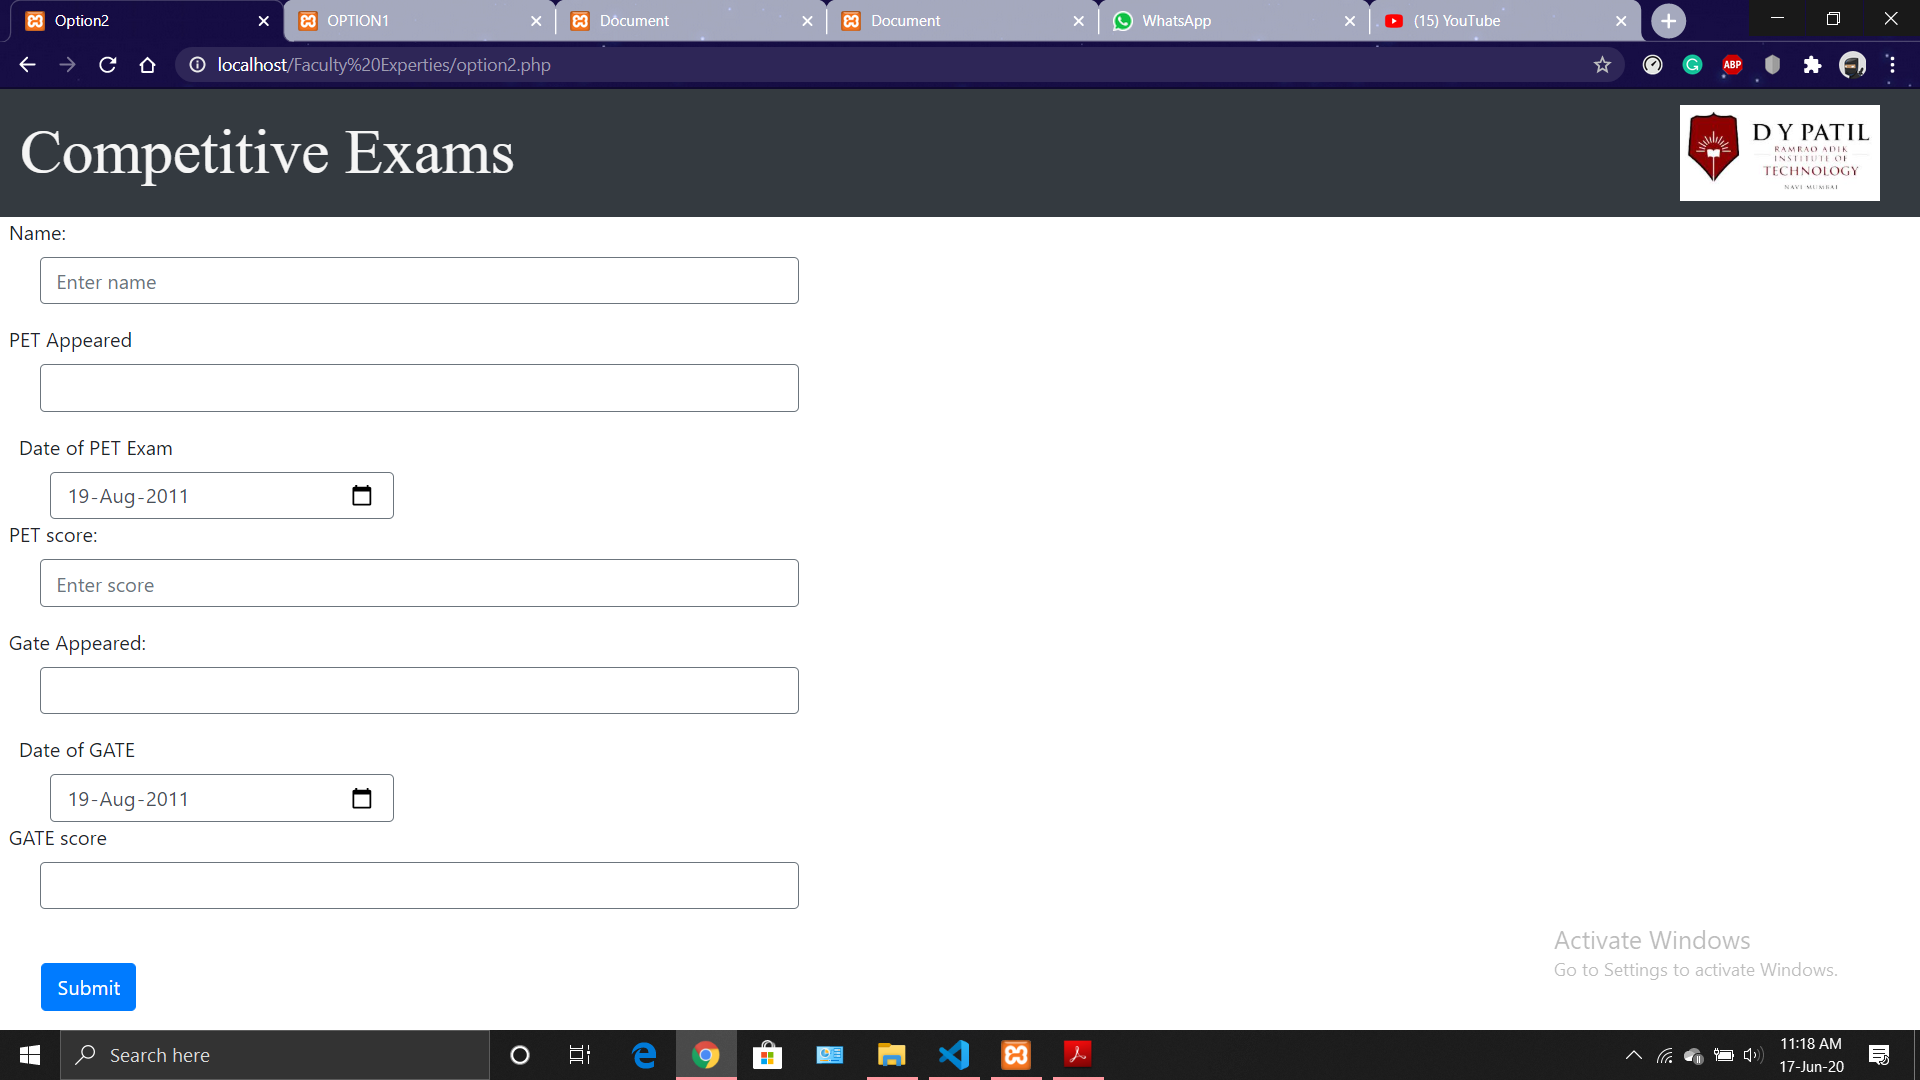 Option2
OPTION1
Document
Document
WhatsApp
(15) YouTube
localhost/Faculty%20Experties/option2.php
ABP
Competitive Exams
D Y PATIL
RAMRAO ADIK
INSTITUTE OF
TECHNOLOGY
NAVI MUMBAI
Name:
Enter name
PET Appeared
Date of PET Exam
19-Aug-2011
PET score:
Enter score
Gate Appeared:
Date of GATE
19-Aug-2011
GATE score
Submit
Activate Windows
Go to Settings to activate Windows.
Search here
11:18 AM
17-Jun-20